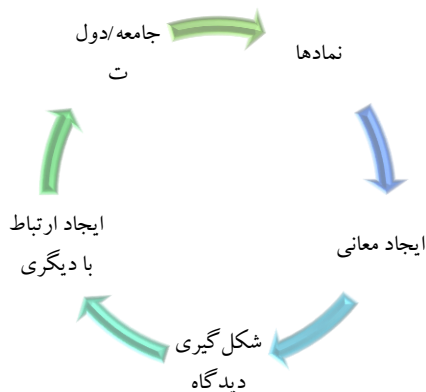 جامعه/دول
ت
نمادها
ایجاد معانی
شکل گیری
دیدگاه
ایجاد ارتباط
با دیگری